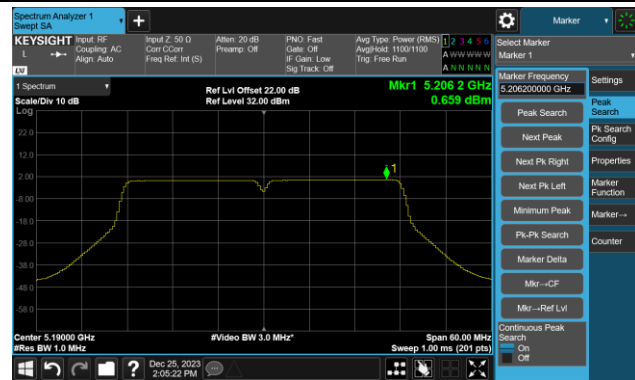 Spectrum Analyzer 1
Swept SA
Marker
KEYSIGHT
L
LXI
Input: RF
Coupling: AC
Align: Auto
Input Z: 50 Ω
Corr CCorr
Freq Ref: Int (S)
Atten: 20 dB
Preamp: Off
PNO: Fast
Gate: Off
IF Gain: Low
Sig Track: Off
Avg Type: Power (RMS)
Avg|Hold: 1100/1100
Trig: Free Run
1 2 3 4 5 6
A W W W W W
A N N N N N
Select Marker
Marker 1
1 Spectrum
Scale/Div 10 dB
Log
Ref Lvl Offset 22.00 dB
Ref Level 32.00 dBm
Mkr1 5.206 2 GHz
0.659 dBm
22.0
12.0
2.00
-8.00
-18.0
-28.0
-38.0
-48.0
-58.0
1
Center 5.19000 GHz
#Res BW 1.0 MHz
#Video BW 3.0 MHz*
Span 60.00 MHz
Sweep 1.00 ms (201 pts)
Marker Frequency
5.206200000 GHz
Peak Search
Next Peak
Next Pk Right
Next Pk Left
Minimum Peak
Pk-Pk Search
Marker Delta
Mkr→CF
Mkr→Ref Lvl
Continuous Peak
Search
On
Off
Settings
Peak
Search
Pk Search
Config
Properties
Marker
Function
Marker→
Counter
?
Dec 25, 2023
2:05:22 PM